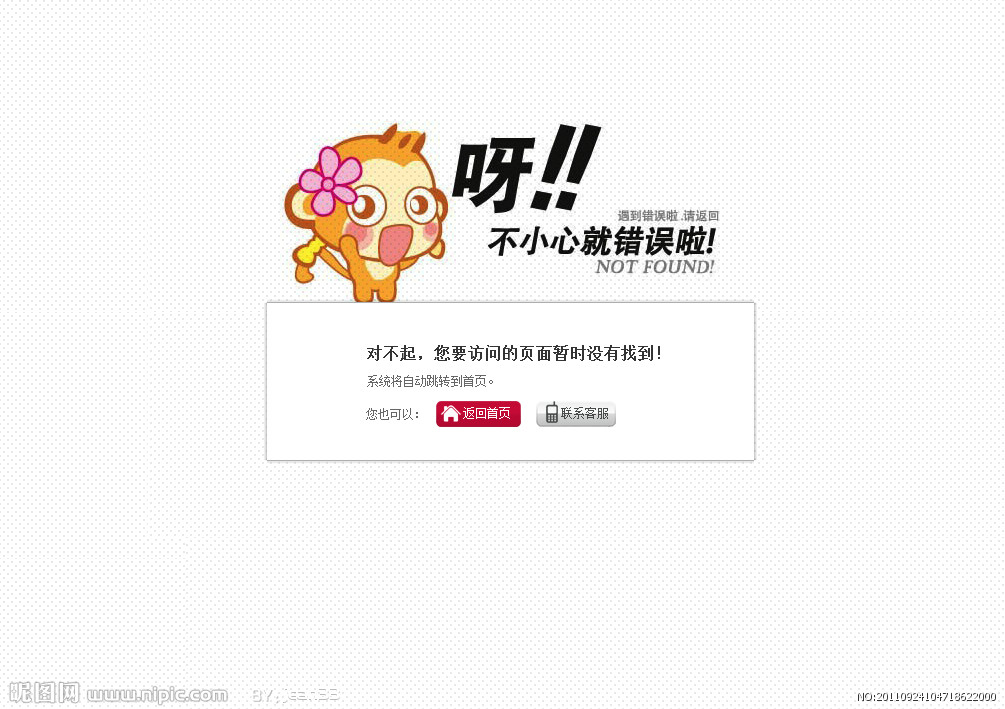 呀!!
遇到错误啦 ,请返回
不小心就错误啦!
NOT FOUND!
对不起，您要访问的页面暂时没有找到！
系统将自动跳转到首页。
您也可以： 返回首页 联系客服
昵图网 www.nipic.com
NO:20110924104718622000